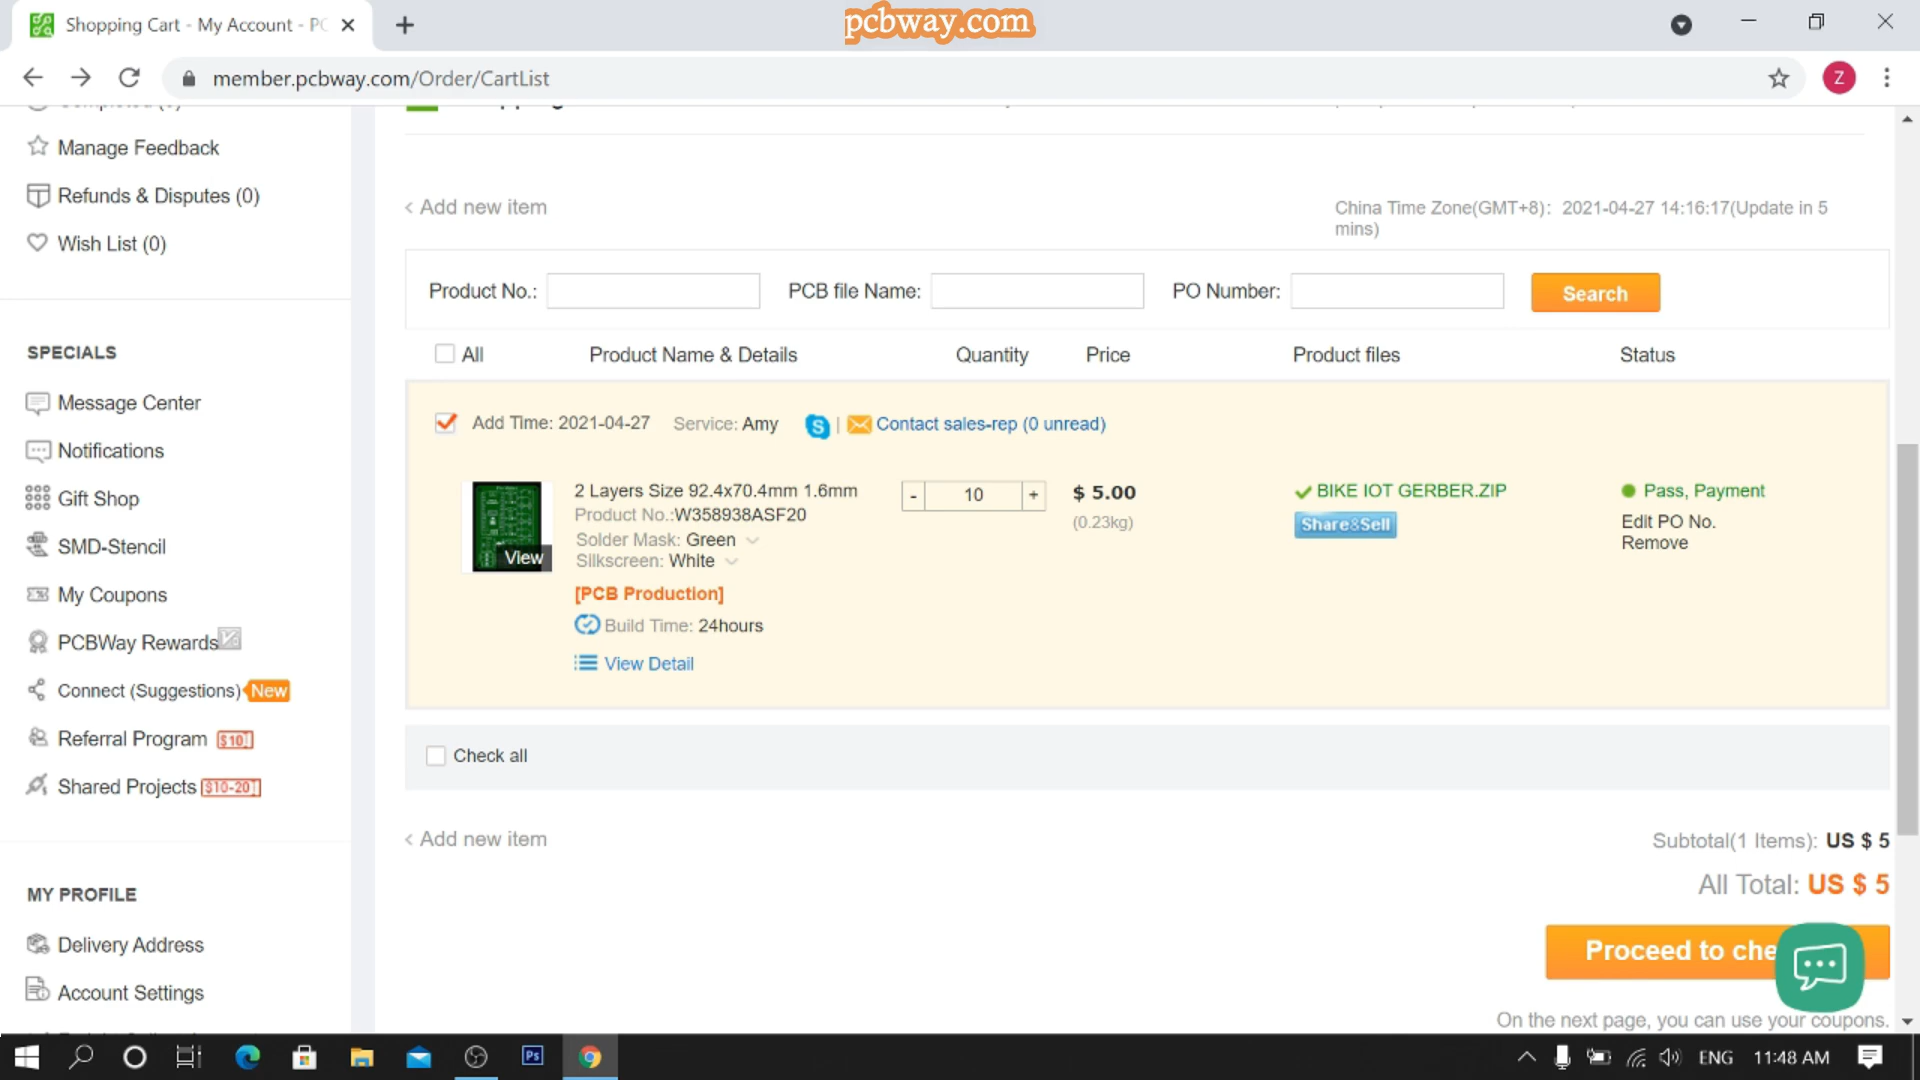 Shopping Cart - My Account - PC
pcbway.com
member.pcbway.com/Order/CartList
Manage Feedback
Refunds & Disputes (0)
Wish List (0)
SPECIALS
Message Center
Notifications
Gift Shop
SMD-Stencil
My Coupons
PCBWay Rewards
Connect (Suggestions) New
Referral Program $10
Shared Projects $10-20
MY PROFILE
Delivery Address
Account Settings
< Add new item
China Time Zone(GMT+8): 2021-04-27 14:16:17(Update in 5
mins)
Product No.: PCB file Name: PO Number: Search
All Product Name & Details Quantity Price Product files Status
Add Time: 2021-04-27 Service: Amy | Contact sales-rep (0 unread)
2 Layers Size 92.4x70.4mm 1.6mm - 10 + $ 5.00 BIKE IOT GERBER.ZIP Pass, Payment
Product No.:W358938ASF20 (0.23kg) Share&Sell Edit PO No.
Solder Mask: Green Remove
View Silkscreen: White
[PCB Production]
Build Time: 24hours
View Detail
Check all
< Add new item
Subtotal(1 Items): US $ 5
All Total: US $ 5
Proceed to che
On the next page, you can use your coupons.
Ps
ENG 11:48 AM
Z